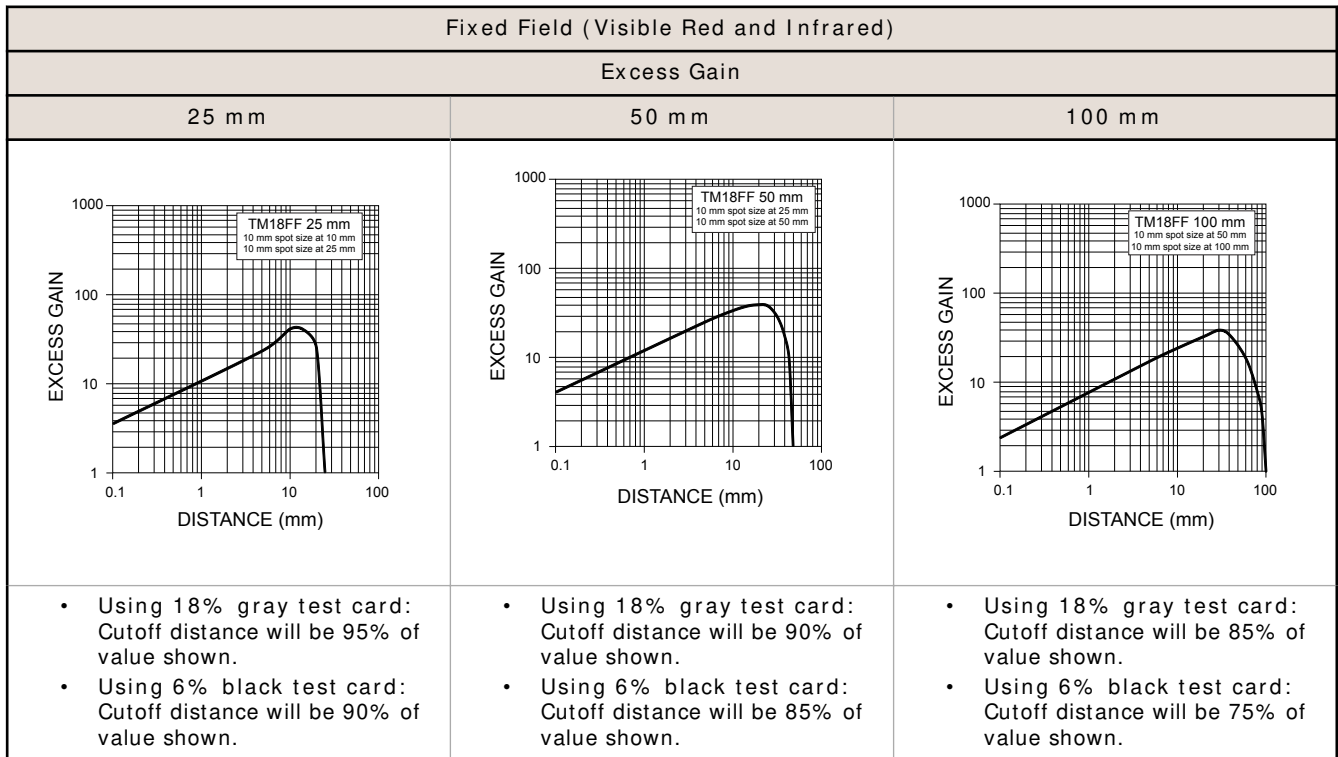 Fixed Field (Visible Red and Infrared)
Excess Gain
25 mm
50 mm
100 mm
1000
100
10
1
0.1
1
10
100
EXCESS GAIN
DISTANCE (mm)
TM18FF 25 mm
10 mm spot size at 10 mm
10 mm spot size at 25 mm
1000
100
10
1
0.1
1
10
100
EXCESS GAIN
DISTANCE (mm)
TM18FF 50 mm
10 mm spot size at 25 mm
10 mm spot size at 50 mm
1000
100
10
1
0.1
1
10
100
EXCESS GAIN
DISTANCE (mm)
TM18FF 100 mm
10 mm spot size at 50 mm
10 mm spot size at 100 mm
• Using 18% gray test card:
Cutoff distance will be 95% of
value shown.
• Using 6% black test card:
Cutoff distance will be 90% of
value shown.
• Using 18% gray test card:
Cutoff distance will be 90% of
value shown.
• Using 6% black test card:
Cutoff distance will be 85% of
value shown.
• Using 18% gray test card:
Cutoff distance will be 85% of
value shown.
• Using 6% black test card:
Cutoff distance will be 75% of
value shown.